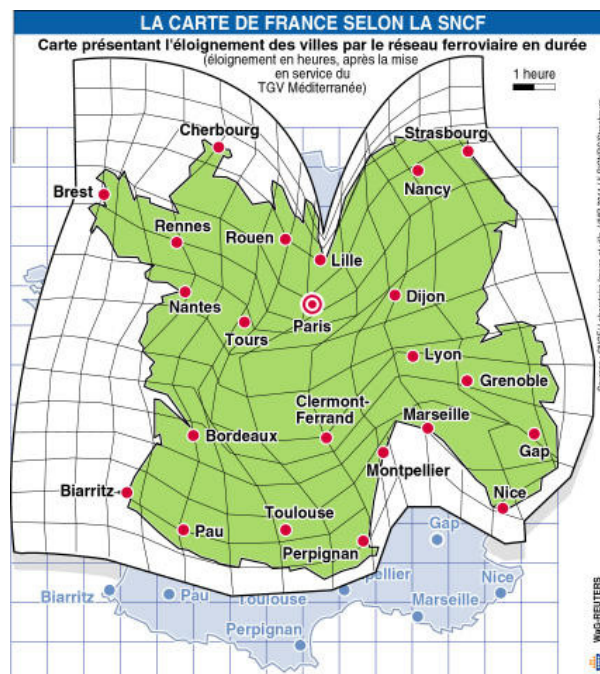 LA CARTE DE FRANCE SELON LA SNCF
Carte présentant l'éloignement des villes par le réseau ferroviaire en durée
(éloignement en heures, après la mise
en service du
TGV Méditerranée)
1 heure
Cherbourg
Strasbourg
Brest
Nancy
Rennes
Rouen
Lille
Nantes
Dijon
Paris
Tours
Lyon
Grenoble
Clermont-
Ferrand
Marseille
Bordeaux
Gap
Montpellier
Biarritz
Nice
Pau
Toulouse
Perpignan
Gap
Biarritz
Pau
Toulouse
pellier
Nice
Marseille
Perpignan
WaG-REUTERS